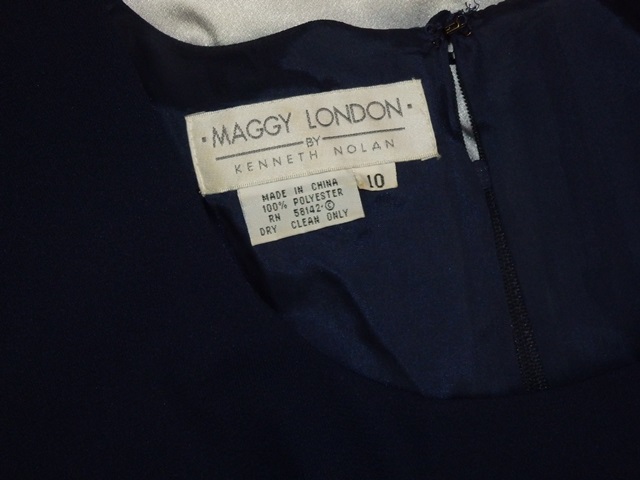 MAGGY LONDON
BY
KENNETH NOLAN
10
MADE IN CHINA
100% POLYESTER
RN 58142 ©
DRY CLEAN ONLY